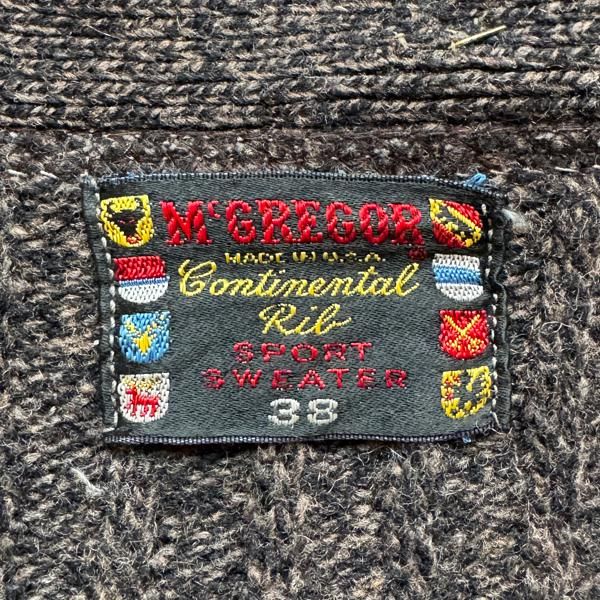 McGREGOR®
MADE IN U.S.A.
Continental
Rib
SPORT
SWEATER
38